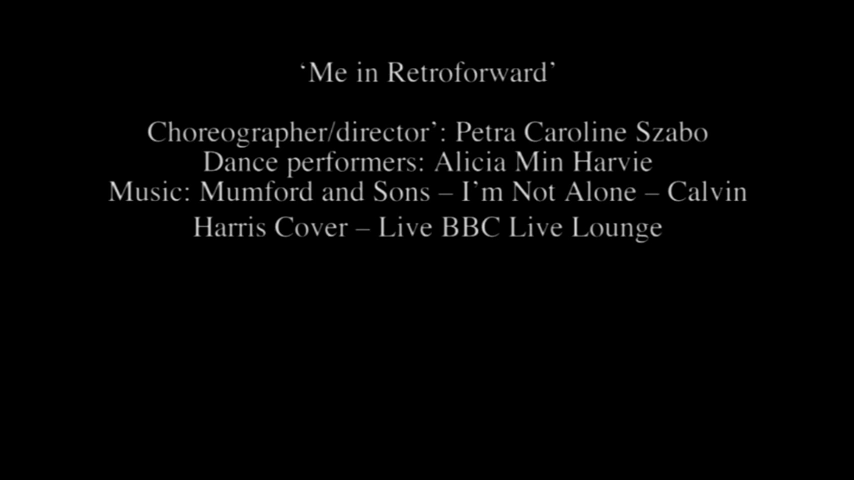 ‘Me in Retroforward’
Choreographer/director’: Petra Caroline Szabo
Dance performers: Alicia Min Harvie
Music: Mumford and Sons – I’m Not Alone – Calvin
Harris Cover – Live BBC Live Lounge